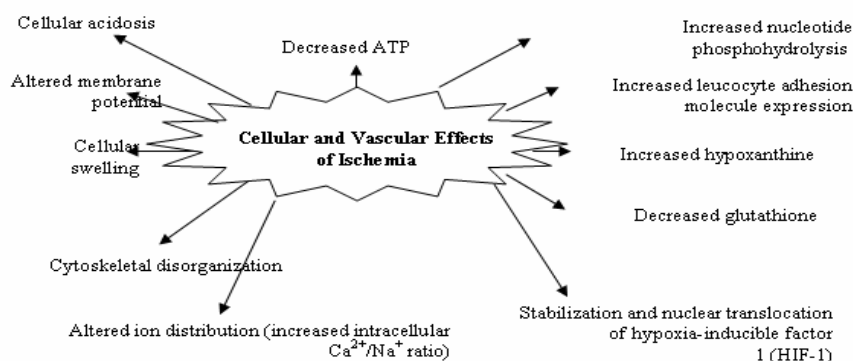 Cellular acidosis
Decreased ATP
Increased nucleotide
phosphohydrolysis
Altered membrane
potential
Increased leucocyte adhesion
molecule expression
Cellular and Vascular Effects
of Ischemia
Cellular
swelling
Increased hypoxanthine
Decreased glutathione
Cytoskeletal disorganization
Altered ion distribution (increased intracellular
Ca²⁺/Na⁺ ratio)
Stabilization and nuclear translocation
of hypoxia-inducible factor
1 (HIF-1)